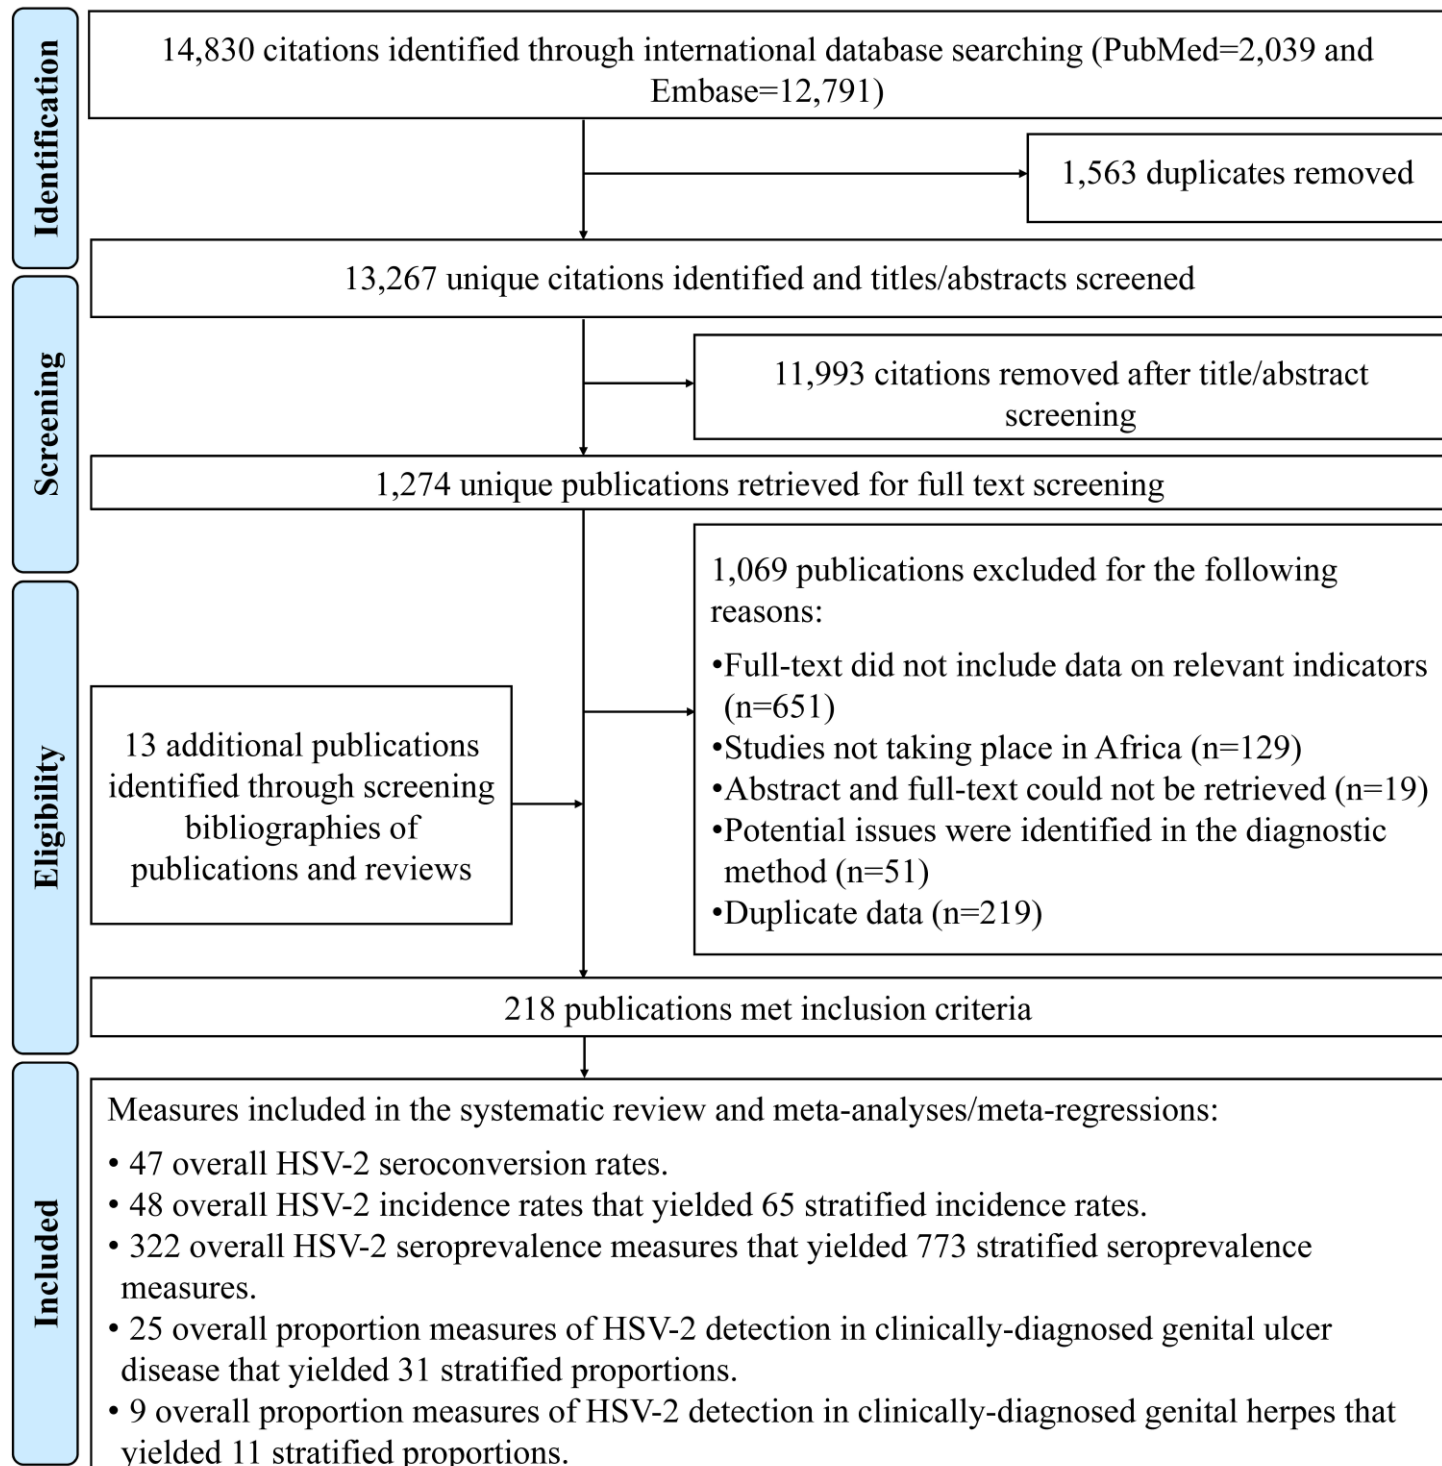 Identification
14,830 citations identified through international database searching (PubMed=2,039 and
Embase=12,791)
1,563 duplicates removed
13,267 unique citations identified and titles/abstracts screened
Screening
11,993 citations removed after title/abstract
screening
1,274 unique publications retrieved for full text screening
Eligibility
1,069 publications excluded for the following
reasons:
•Full-text did not include data on relevant indicators
(n=651)
•Studies not taking place in Africa (n=129)
•Abstract and full-text could not be retrieved (n=19)
•Potential issues were identified in the diagnostic
method (n=51)
•Duplicate data (n=219)
13 additional publications
identified through screening
bibliographies of
publications and reviews
218 publications met inclusion criteria
Included
Measures included in the systematic review and meta-analyses/meta-regressions:
• 47 overall HSV-2 seroconversion rates.
• 48 overall HSV-2 incidence rates that yielded 65 stratified incidence rates.
• 322 overall HSV-2 seroprevalence measures that yielded 773 stratified seroprevalence
measures.
• 25 overall proportion measures of HSV-2 detection in clinically-diagnosed genital ulcer
disease that yielded 31 stratified proportions.
• 9 overall proportion measures of HSV-2 detection in clinically-diagnosed genital herpes that
yielded 11 stratified proportions.